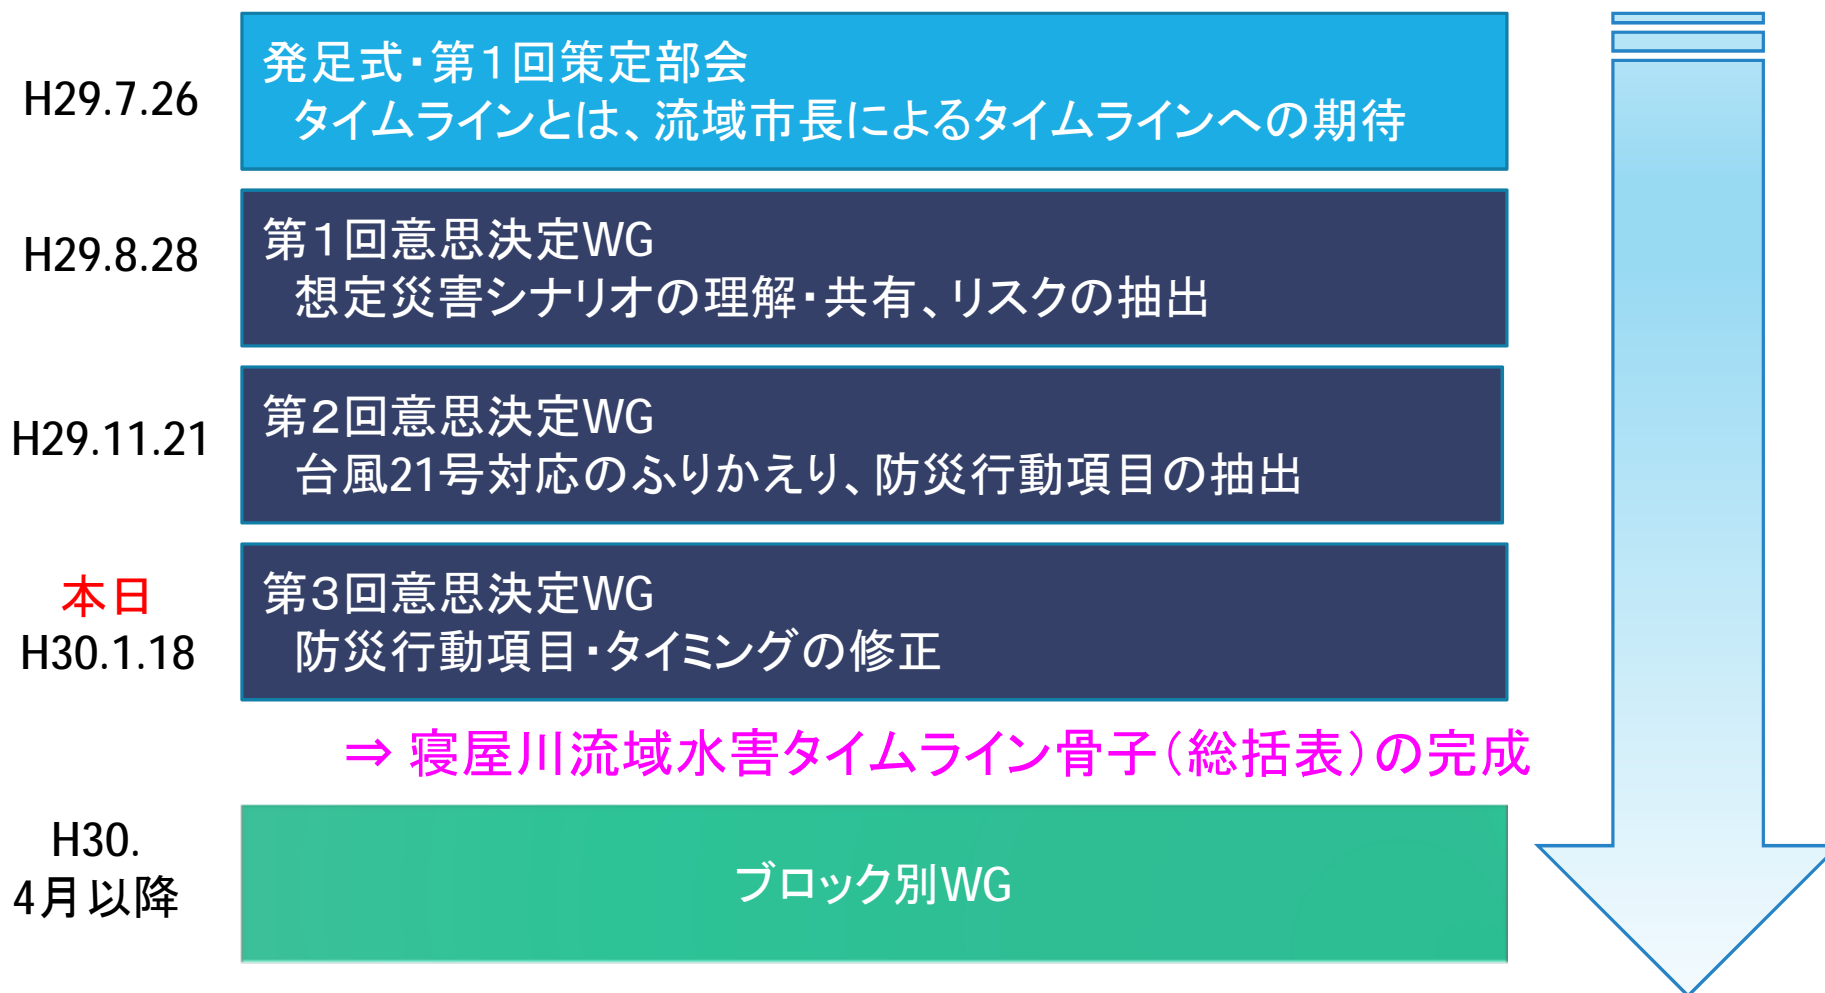 H29.7.26
発足式・第1回策定部会
タイムラインとは、流域市長によるタイムラインへの期待
H29.8.28
第1回意思決定WG
想定災害シナリオの理解・共有、リスクの抽出
H29.11.21
第2回意思決定WG
台風21号対応のふりかえり、防災行動項目の抽出
本日
H30.1.18
第3回意思決定WG
防災行動項目・タイミングの修正
⇒ 寝屋川流域水害タイムライン骨子（総括表）の完成
H30.
4月以降
ブロック別WG